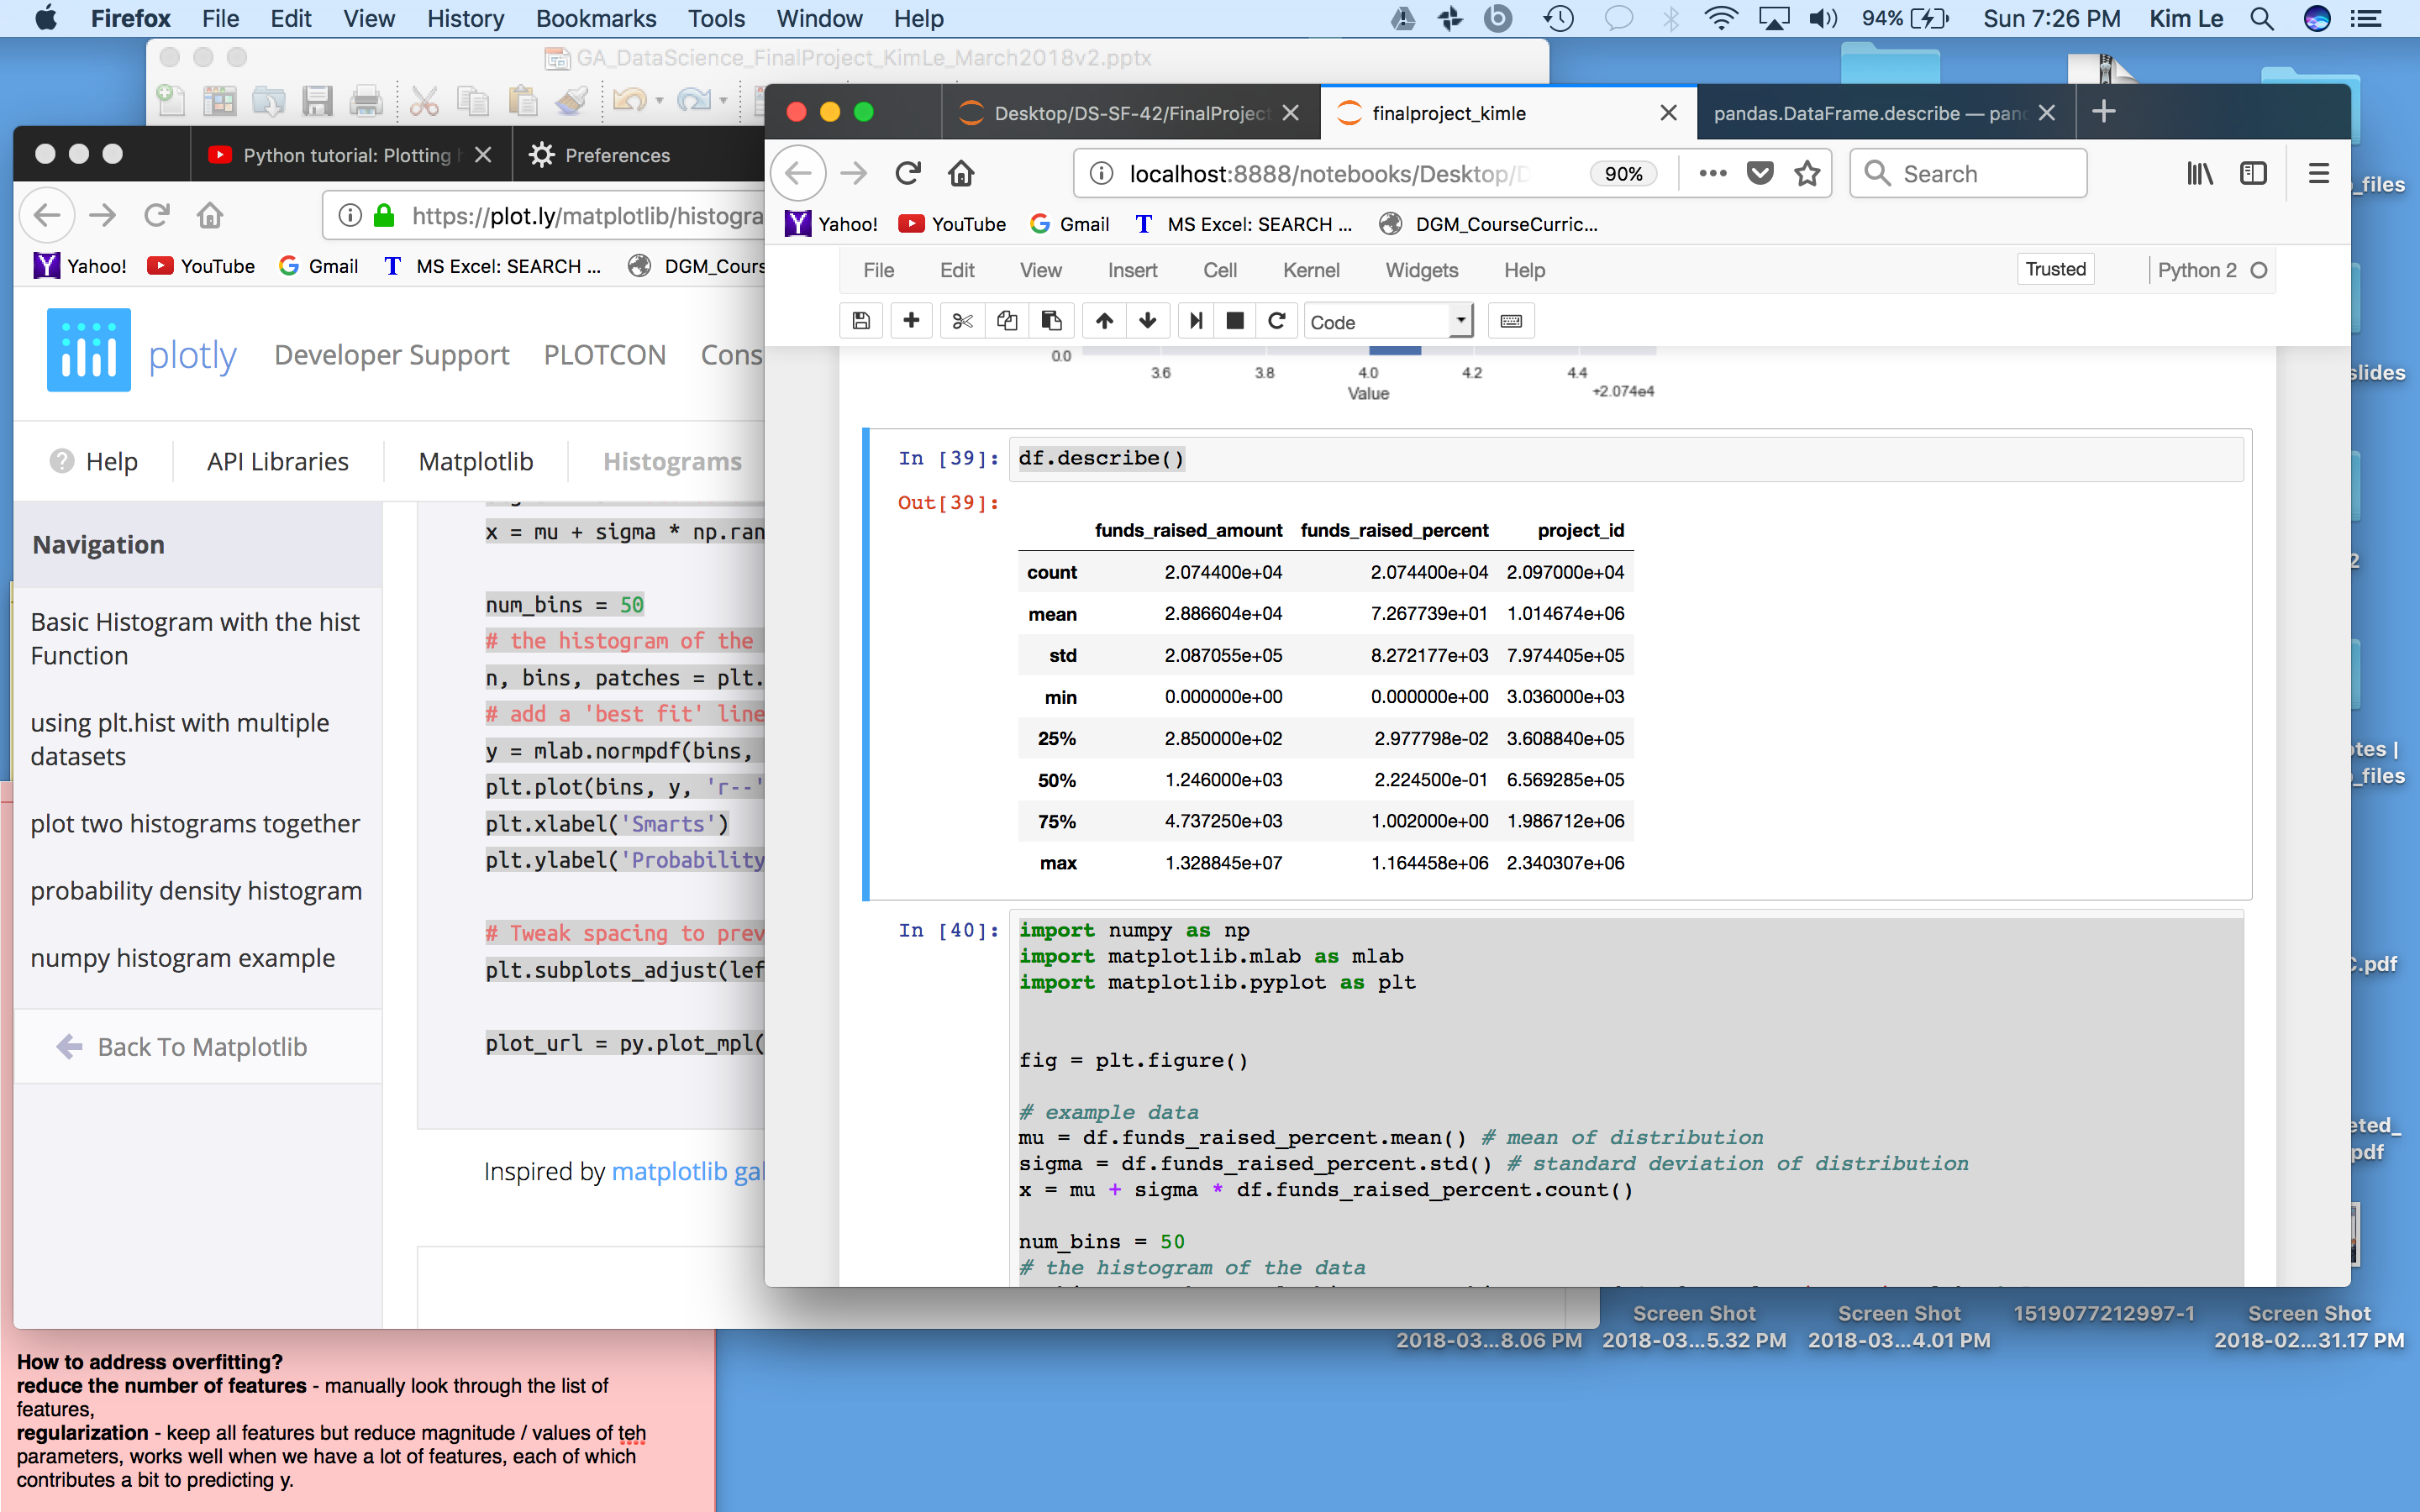 Firefox File Edit View History Bookmarks Tools Window Help 94% Sun 7:26 PM Kim Le
GA_DataScience_FinalProject_KimLe_March2018v2.pptx
Python tutorial: Plotting
Preferences
https://plot.ly/matplotlib/histogra
Yahoo! YouTube Gmail T MS Excel: SEARCH ... DGM_Cours
plotly Developer Support PLOTCON Cons
Help API Libraries Matplotlib Histograms
Navigation
Basic Histogram with the hist
Function
using plt.hist with multiple
datasets
plot two histograms together
probability density histogram
numpy histogram example
Back To Matplotlib
x = mu + sigma * np.ran
num_bins = 50
# the histogram of the
n, bins, patches = plt.
# add a 'best fit' line
y = mlab.normpdf(bins,
plt.plot(bins, y, 'r--'
plt.xlabel('Smarts')
plt.ylabel('Probability
# Tweak spacing to prev
plt.subplots_adjust(lef
plot_url = py.plot_mpl(
Inspired by matplotlib gal
Desktop/DS-SF-42/FinalProject
finalproject_kimle
pandas.DataFrame.describe — pan
localhost:8888/notebooks/Desktop/D 90% Search
Yahoo! YouTube Gmail T MS Excel: SEARCH ... DGM_CourseCurric...
File Edit View Insert Cell Kernel Widgets Help Trusted Python 2
Code
0.0
3.6 3.8 4.0 4.2 4.4
Value +2.074e4
In [39]: df.describe()
Out[39]:
funds_raised_amount funds_raised_percent project_id
count 2.074400e+04 2.074400e+04 2.097000e+04
mean 2.886604e+04 7.267739e+01 1.014674e+06
std 2.087055e+05 8.272177e+03 7.974405e+05
min 0.000000e+00 0.000000e+00 3.036000e+03
25% 2.850000e+02 2.977798e-02 3.608840e+05
50% 1.246000e+03 2.224500e-01 6.569285e+05
75% 4.737250e+03 1.002000e+00 1.986712e+06
max 1.328845e+07 1.164458e+06 2.340307e+06
In [40]: import numpy as np
import matplotlib.mlab as mlab
import matplotlib.pyplot as plt
fig = plt.figure()
# example data
mu = df.funds_raised_percent.mean() # mean of distribution
sigma = df.funds_raised_percent.std() # standard deviation of distribution
x = mu + sigma * df.funds_raised_percent.count()
num_bins = 50
# the histogram of the data
_files
slides
2
otes |
_files
C.pdf
eted_
pdf
Screen Shot Screen Shot 1519077212997-1 Screen Shot
2018-03...8.06 PM 2018-03...5.32 PM 2018-03...4.01 PM 2018-02...31.17 PM
How to address overfitting?
reduce the number of features - manually look through the list of
features,
regularization - keep all features but reduce magnitude / values of teh
parameters, works well when we have a lot of features, each of which
contributes a bit to predicting y.